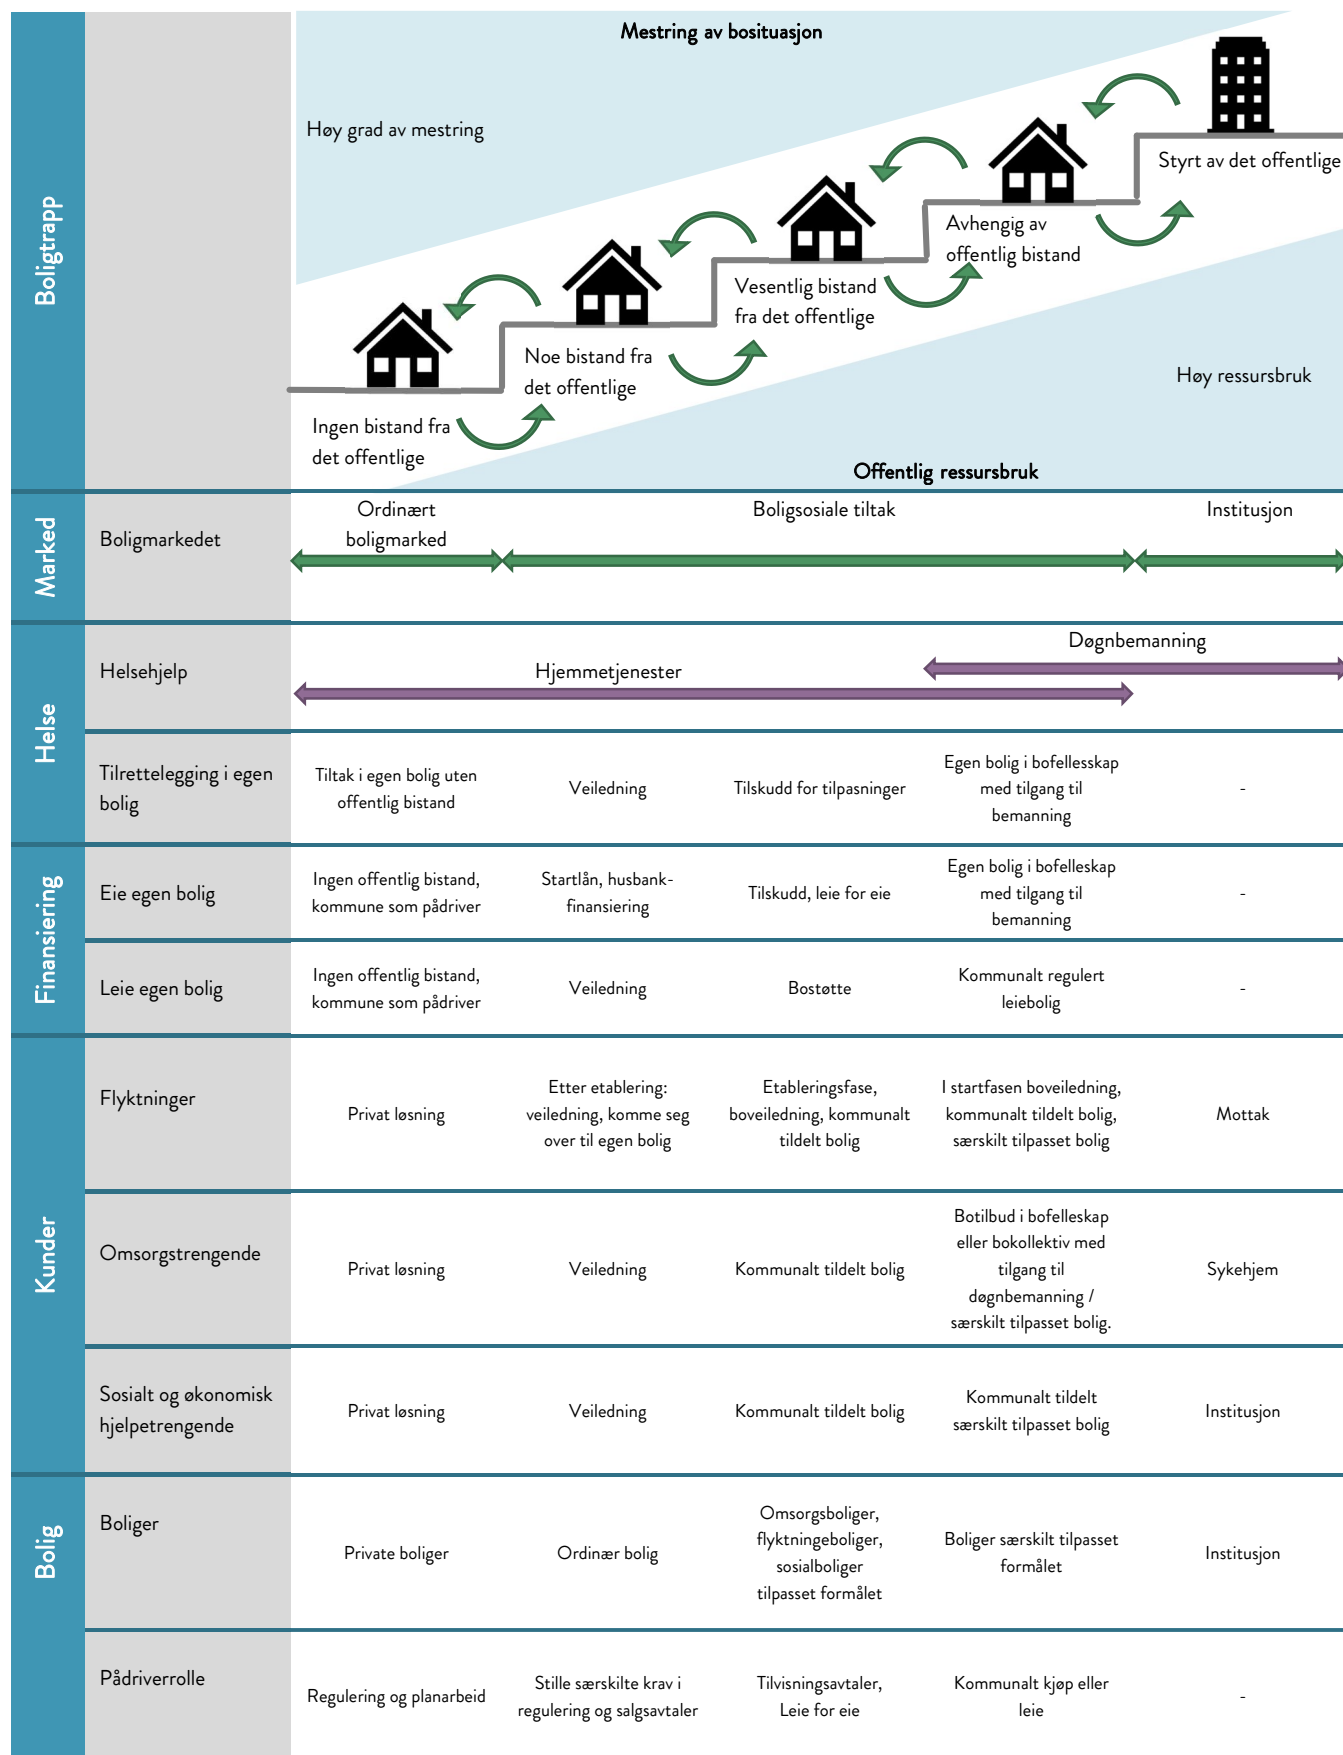 Boligtrapp
Mestring av bosituasjon
Høy grad av mestring
Styrt av det offentlige
Avhengig av
offentlig bistand
Vesentlig bistand
fra det offentlige
Noe bistand fra
det offentlige
Ingen bistand fra
det offentlige
Høy ressursbruk
Offentlig ressursbruk
Marked
Boligmarkedet
Ordinært
boligmarked
Boligsosiale tiltak
Institusjon
Helse
Helsehjelp
Hjemmetjenester
Døgnbemanning
Tilrettelegging i egen
bolig
Tiltak i egen bolig uten
offentlig bistand
Veiledning
Tilskudd for tilpasninger
Egen bolig i bofellesskap
med tilgang til
bemanning
-
Finansiering
Eie egen bolig
Ingen offentlig bistand,
kommune som pådriver
Startlån, husbank-
finansiering
Tilskudd, leie for eie
Egen bolig i bofelleskap
med tilgang til
bemanning
-
Leie egen bolig
Ingen offentlig bistand,
kommune som pådriver
Veiledning
Bostøtte
Kommunalt regulert
leiebolig
-
Kunder
Flyktninger
Privat løsning
Etter etablering:
veiledning, komme seg
over til egen bolig
Etableringsfase,
boveiledning, kommunalt
tildelt bolig
I startfasen boveiledning,
kommunalt tildelt bolig,
særskilt tilpasset bolig
Mottak
Omsorgstrengende
Privat løsning
Veiledning
Kommunalt tildelt bolig
Botilbud i bofelleskap
eller bokollektiv med
tilgang til
døgnbemanning /
særskilt tilpasset bolig.
Sykehjem
Sosialt og økonomisk
hjelpetrengende
Privat løsning
Veiledning
Kommunalt tildelt bolig
Kommunalt tildelt
særskilt tilpasset bolig
Institusjon
Bolig
Boliger
Private boliger
Ordinær bolig
Omsorgsboliger,
flyktningeboliger,
sosialboliger
tilpasset formålet
Boliger særskilt tilpasset
formålet
Institusjon
Pådriverrolle
Regulering og planarbeid
Stille særskilte krav i
regulering og salgsavtaler
Tilvisningsavtaler,
Leie for eie
Kommunalt kjøp eller
leie
-